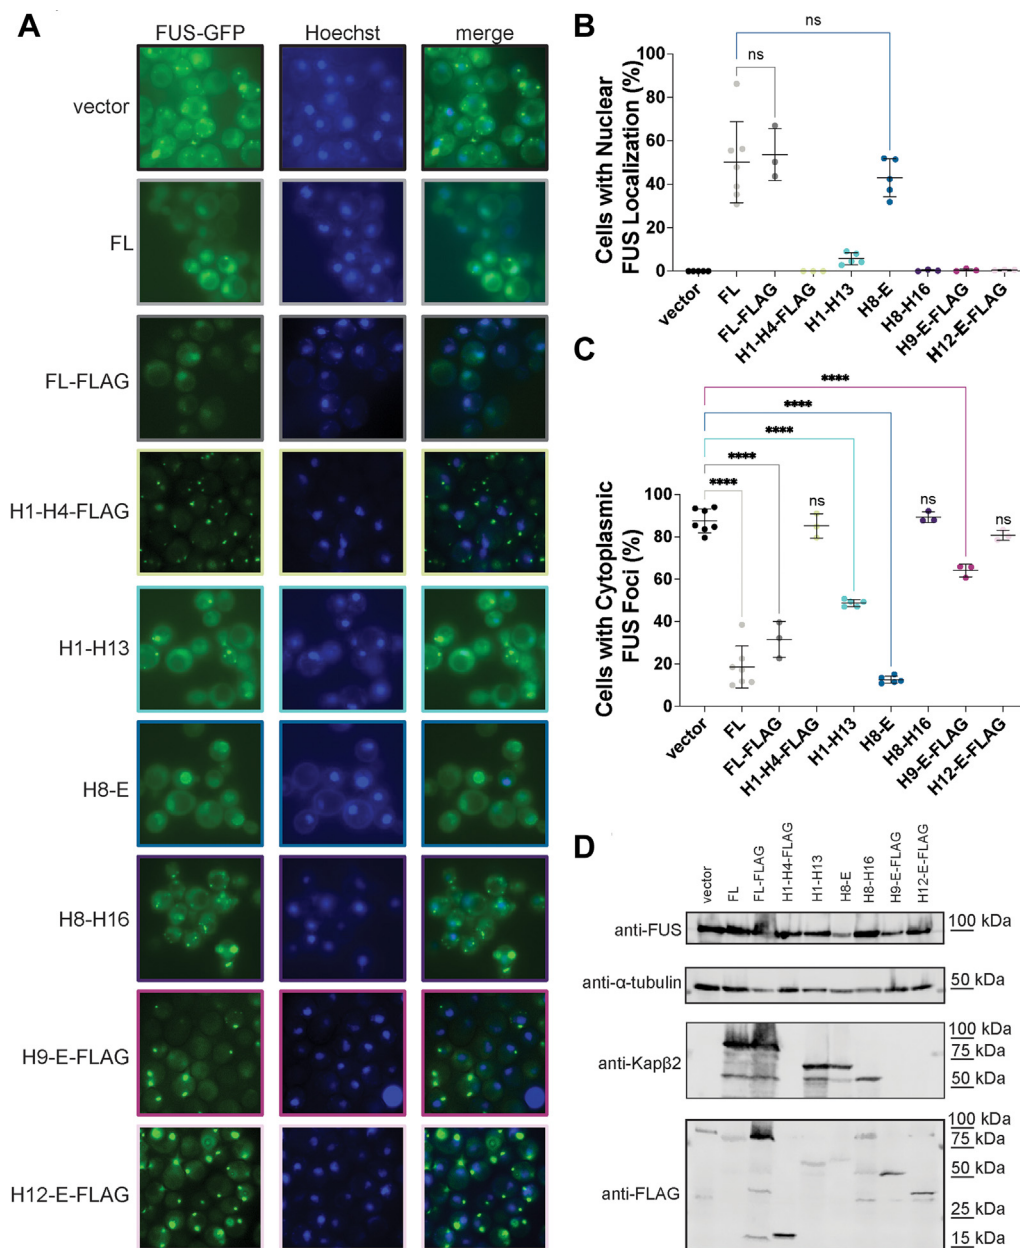 A
FUS-GFP Hoechst merge
vector
FL
FL-FLAG
H1-H4-FLAG
H1-H13
H8-E
H8-H16
H9-E-FLAG
H12-E-FLAG
B
ns
ns
Cells with Nuclear
FUS Localization (%)
100
80
60
40
20
0
vector FL FL-FLAG H1-H4-FLAG H1-H13 H8-E H8-H16 H9-E-FLAG H12-E-FLAG
C
****
****
****
****
****
ns ns ns
Cells with Cytoplasmic
FUS Foci (%)
100
80
60
40
20
0
vector FL FL-FLAG H1-H4-FLAG H1-H13 H8-E H8-H16 H9-E-FLAG H12-E-FLAG
D
vector FL FL-FLAG H1-H4-FLAG H1-H13 H8-E H8-H16 H9-E-FLAG H12-E-FLAG
anti-FUS 100 kDa
anti-α-tubulin 50 kDa
anti-Kapβ2
100 kDa
75 kDa
50 kDa
anti-FLAG
100 kDa
75 kDa
50 kDa
25 kDa
15 kDa